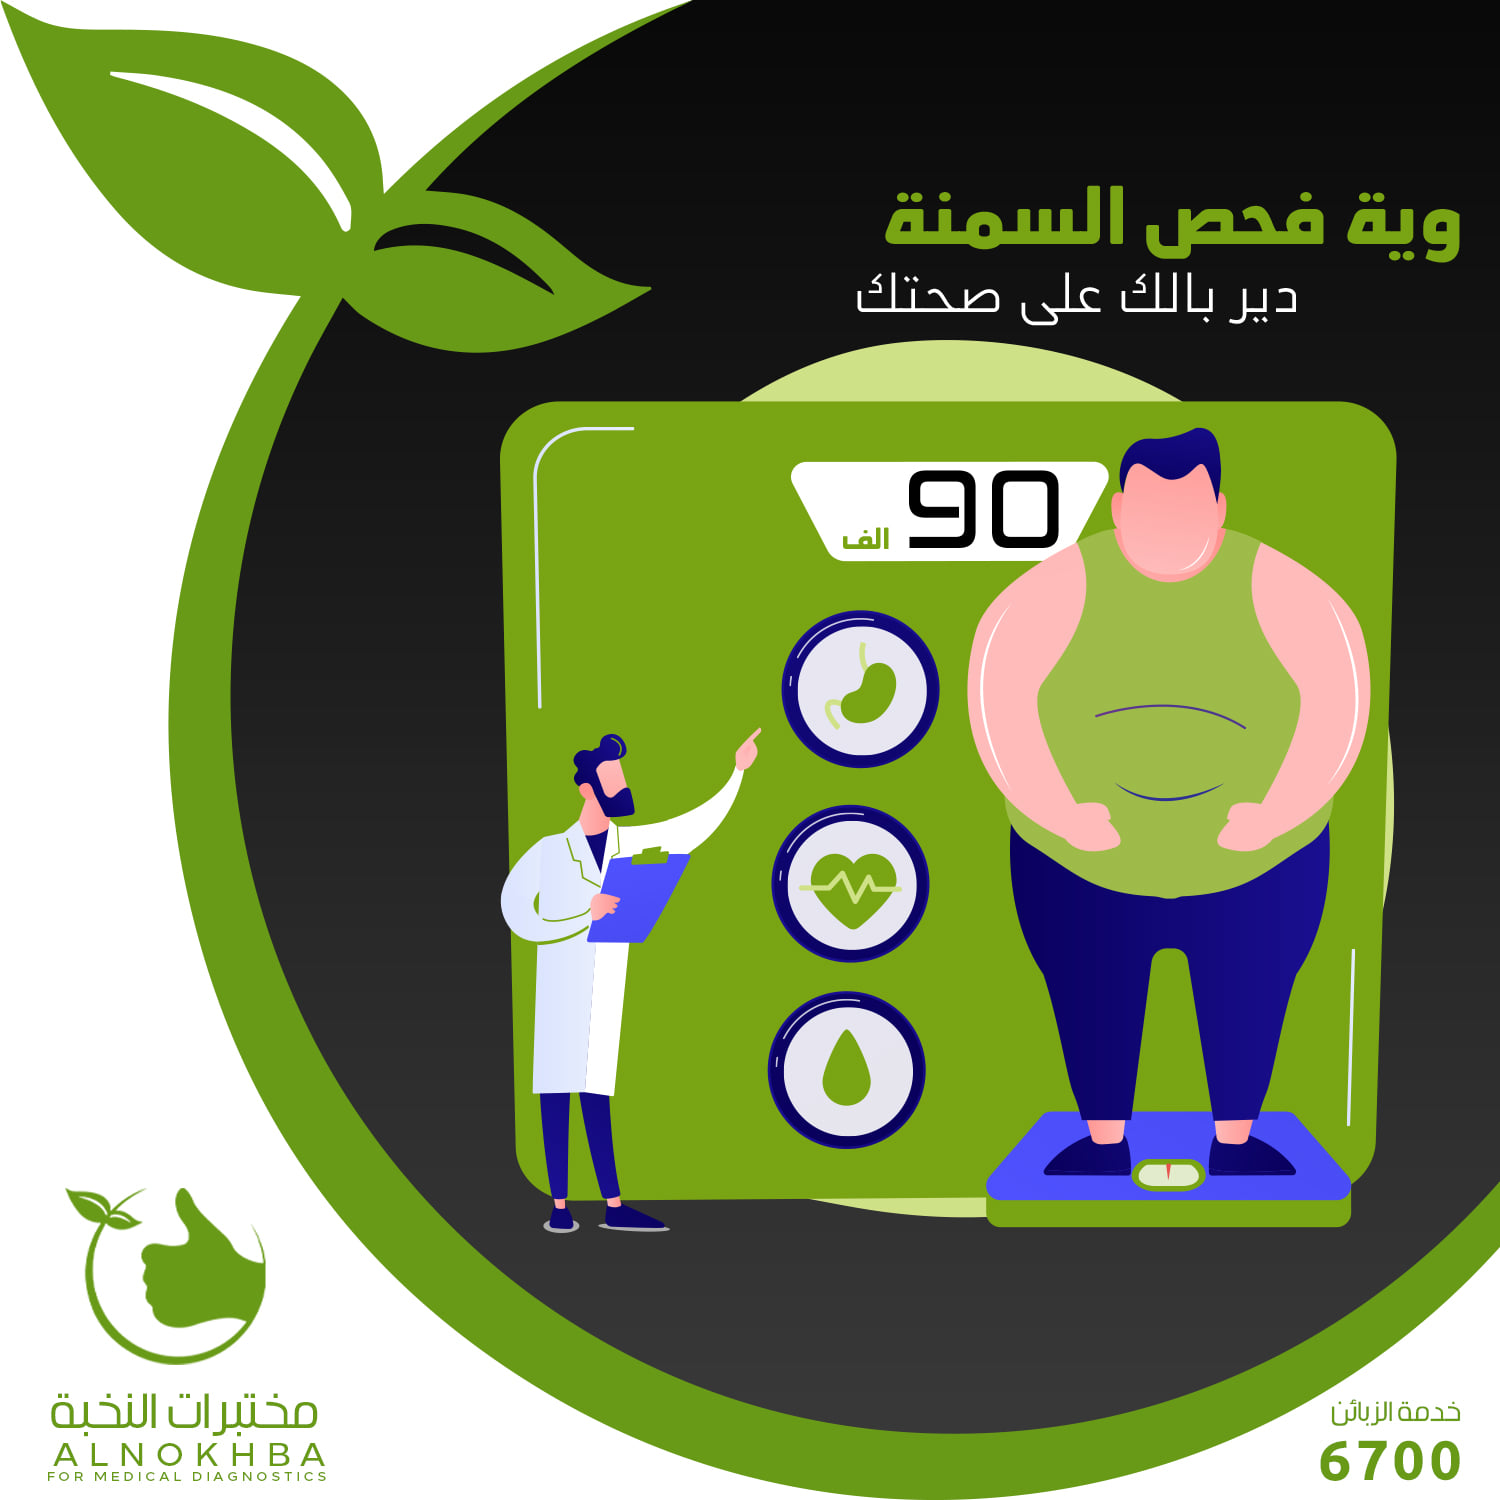 وية فحص السمنة
دير بالك على صحتك
90 الف
مختبرات النخبة
ALNOKHBA
FOR MEDICAL DIAGNOSTICS
خدمة الزبائن
6700